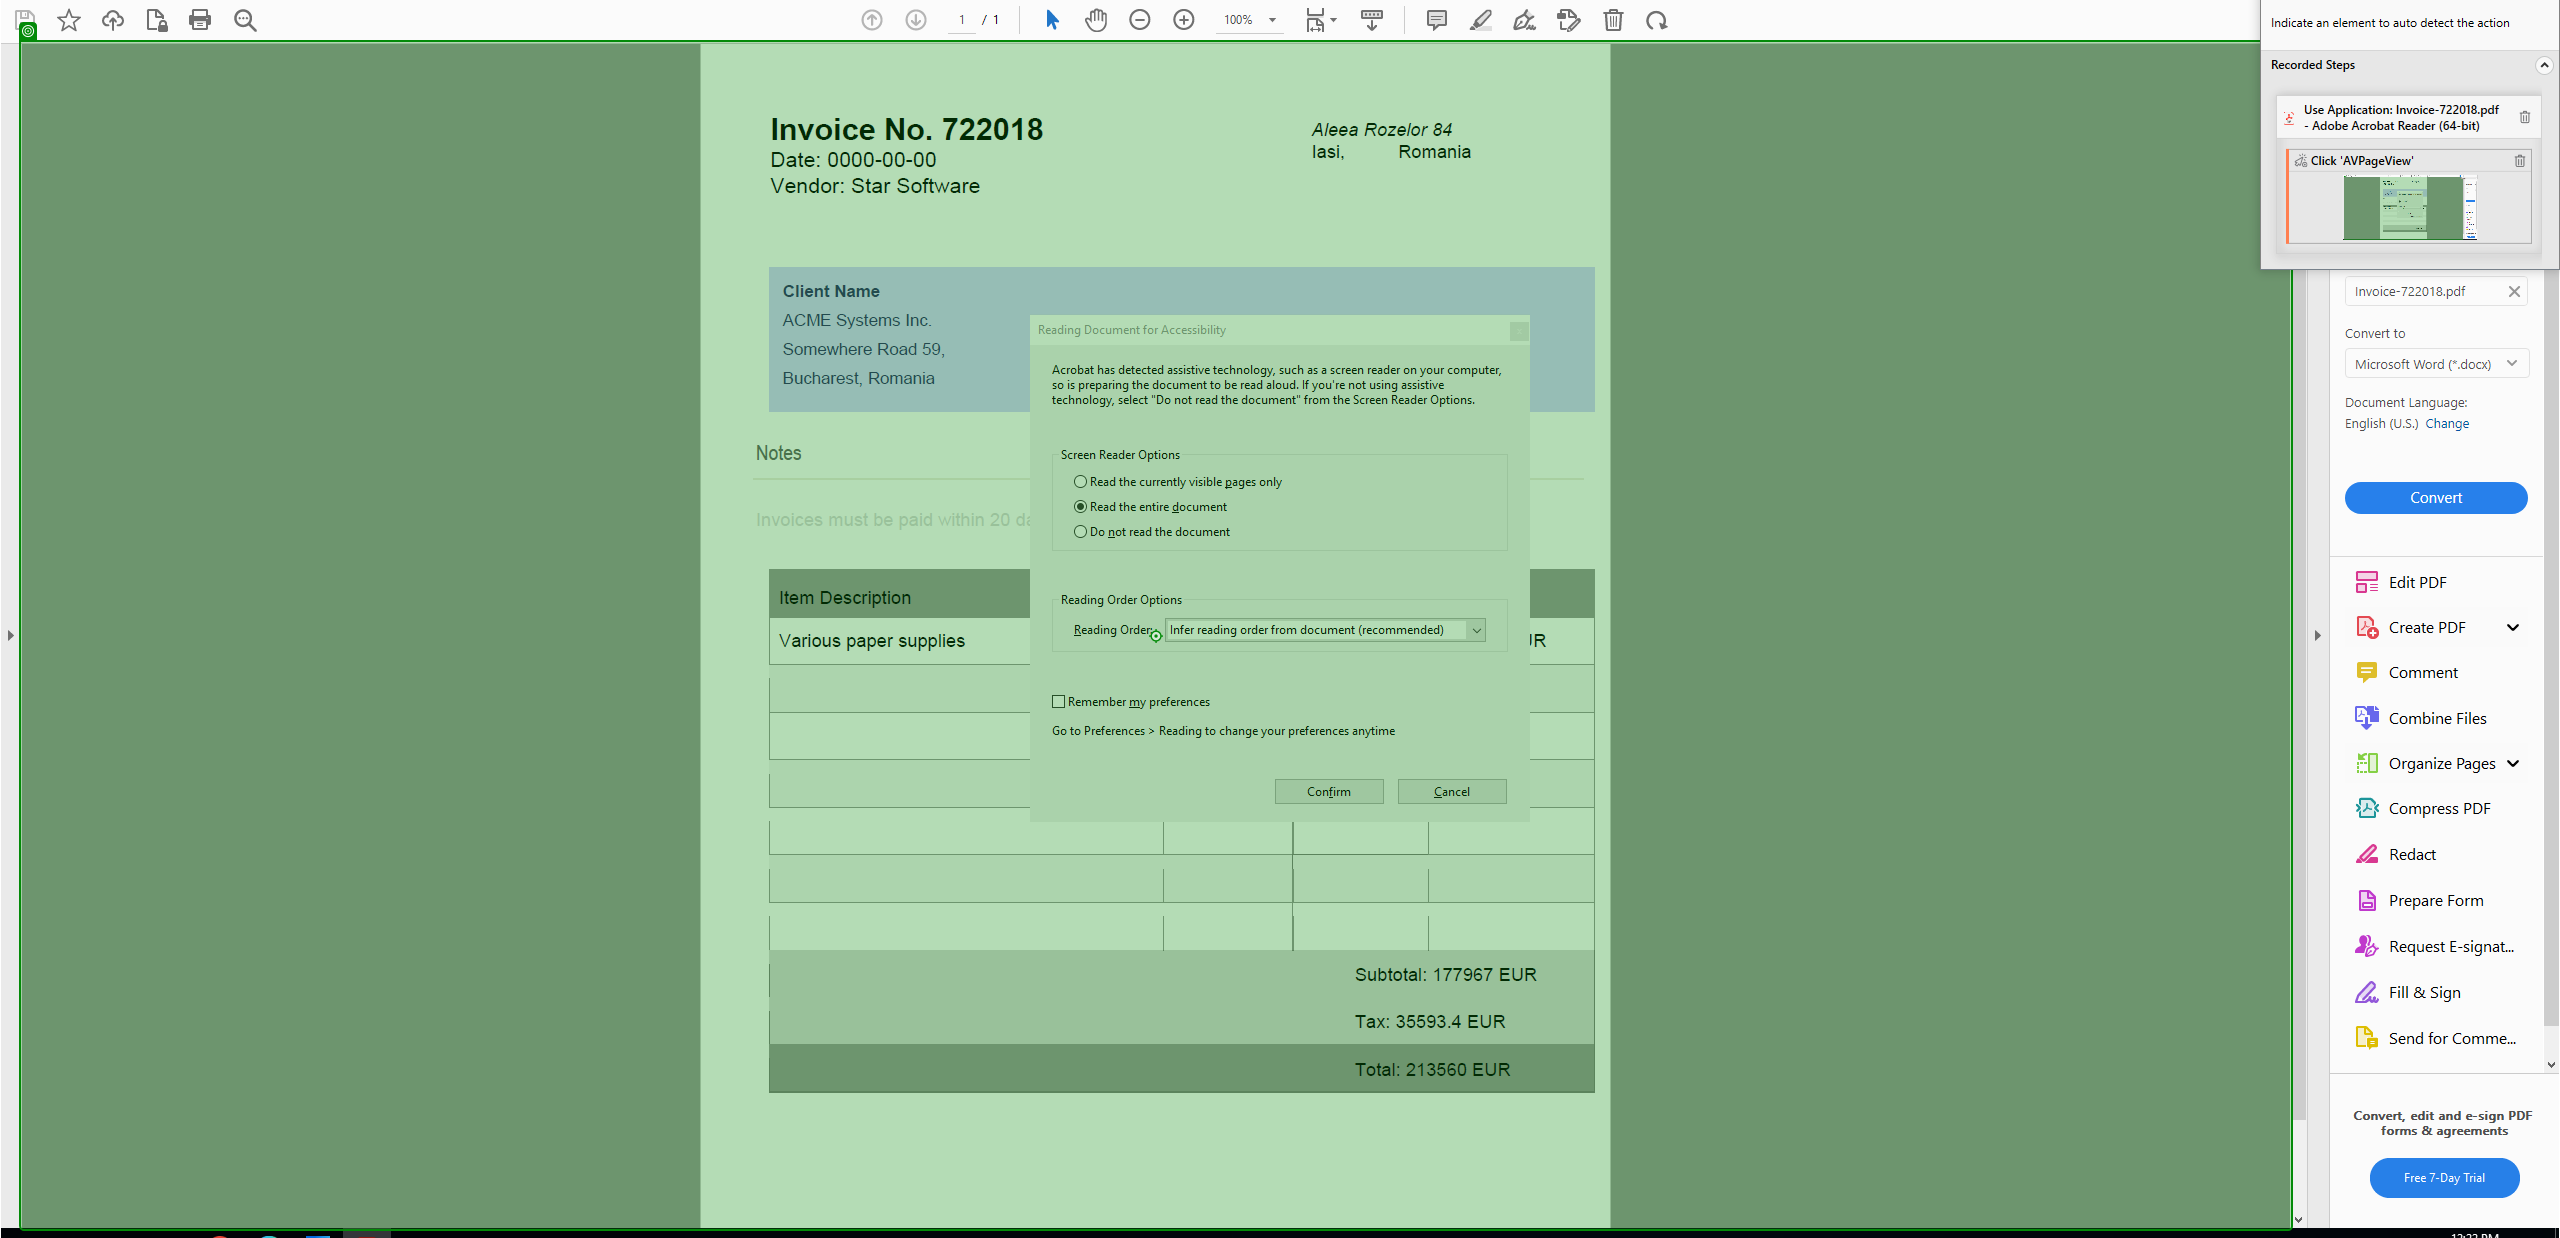 1 / 1
100%
Indicate an element to auto detect the action
Recorded Steps
Use Application: Invoice-722018.pdf
- Adobe Acrobat Reader (64-bit)
Click 'AVPageView'
Invoice No. 722018
Date: 0000-00-00
Vendor: Star Software
Aleea Rozelor 84
Iasi, Romania
Client Name
ACME Systems Inc.
Somewhere Road 59,
Bucharest, Romania
Notes
Invoices must be paid within 20 da
Item Description
Various paper supplies
UR
Subtotal: 177967 EUR
Tax: 35593.4 EUR
Total: 213560 EUR
Reading Document for Accessibility
Acrobat has detected assistive technology, such as a screen reader on your computer,
so is preparing the document to be read aloud. If you're not using assistive
technology, select "Do not read the document" from the Screen Reader Options.
Screen Reader Options
Read the currently visible pages only
Read the entire document
Do not read the document
Reading Order Options
Reading Order:
Infer reading order from document (recommended)
Remember my preferences
Go to Preferences > Reading to change your preferences anytime
Confirm
Cancel
Invoice-722018.pdf
Convert to
Microsoft Word (*.docx)
Document Language:
English (U.S.) Change
Convert
Edit PDF
Create PDF
Comment
Combine Files
Organize Pages
Compress PDF
Redact
Prepare Form
Request E-signat...
Fill & Sign
Send for Comme...
Convert, edit and e-sign PDF
forms & agreements
Free 7-Day Trial